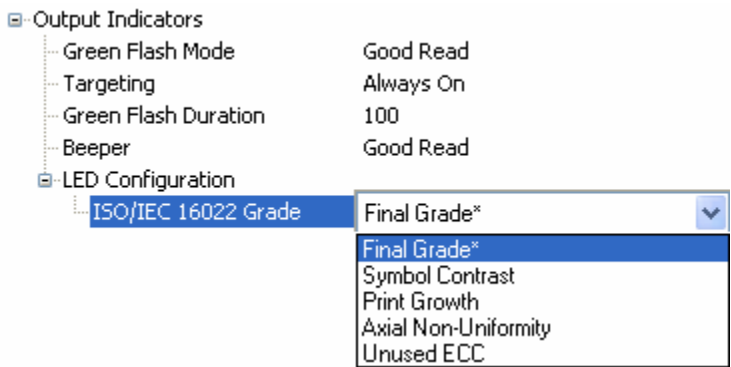 Output Indicators
Green Flash Mode Good Read
Targeting Always On
Green Flash Duration 100
Beeper Good Read
LED Configuration
ISO/IEC 16022 Grade Final Grade*
Final Grade*
Symbol Contrast
Print Growth
Axial Non-Uniformity
Unused ECC